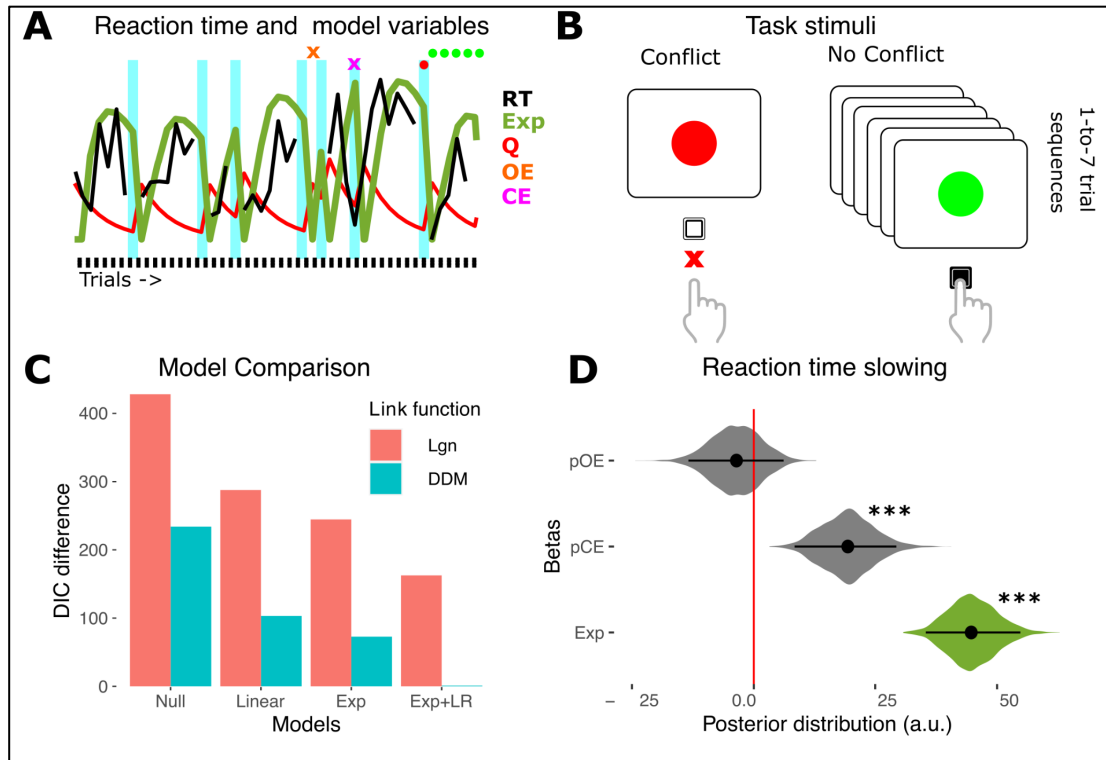 A Reaction time and model variables
x
x
RT
Exp
Q
OE
CE
Trials ->
B Task stimuli
Conflict
No Conflict
1-to-7 trial
sequences
x
C Model Comparison
DIC difference
400
300
200
100
0
Link function
Lgn
DDM
Null Linear Exp Exp+LR
Models
D Reaction time slowing
Betas
pOE
pCE ***
Exp ***
– 25 0.0 25 50
Posterior distribution (a.u.)